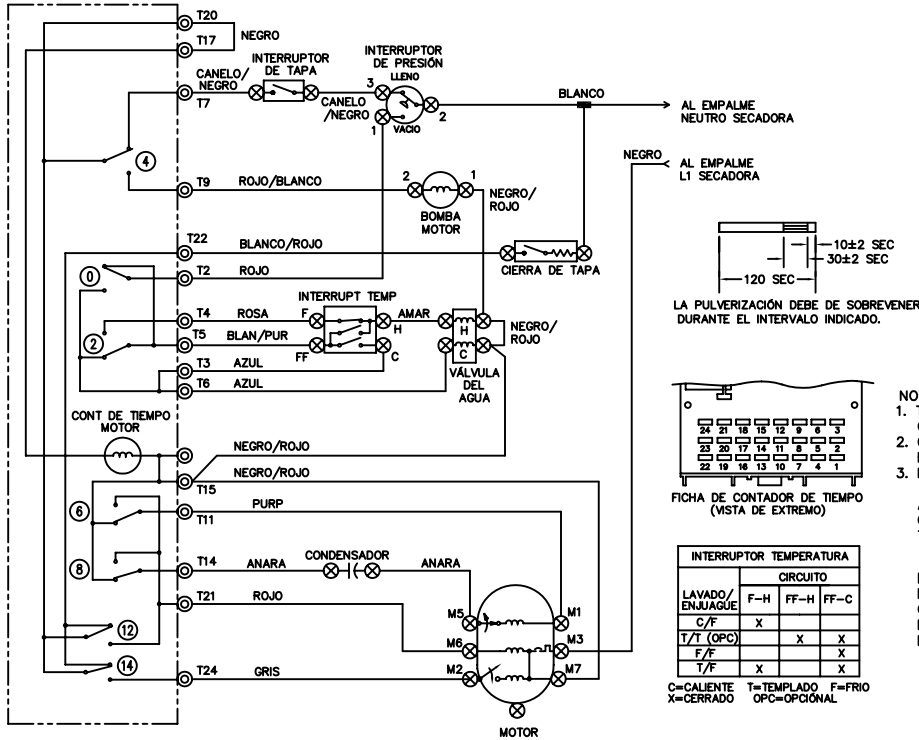 T20
NEGRO
T17
CANELO/
NEGRO
T7
INTERRUPTOR
DE TAPA
CANELO
/NEGRO
INTERRUPTOR
DE PRESIÓN
LLENO
3
2
1
VACIO
BLANCO
AL EMPALME
NEUTRO SECADORA
NEGRO
AL EMPALME
L1 SECADORA
4
T9
ROJO/BLANCO
2
1
BOMBA
MOTOR
NEGRO/
ROJO
T22
BLANCO/ROJO
CIERRA DE TAPA
0
T2
ROJO
10±2 SEC
30±2 SEC
120 SEC
LA PULVERIZACIÓN DEBE DE SOBREVENER
DURANTE EL INTERVALO INDICADO.
INTERRUPT TEMP
T4
ROSA
F
H
AMAR
H
NEGRO/
ROJO
2
T5
BLAN/PUR
FF
C
C
VÁLVULA
DEL
AGUA
T3
AZUL
T6
AZUL
CONT DE TIEMPO
MOTOR
NEGRO/ROJO
NEGRO/ROJO
T15
6
T11
PURP
8
T14
ANARA
CONDENSADOR
ANARA
T21
ROJO
12
14
T24
GRIS
M5
M1
M6
M3
M2
M7
MOTOR
24 21 18 15 12 9 6 3
23 20 17 14 11 8 5 2
22 19 16 13 10 7 4 1
FICHA DE CONTADOR DE TIEMPO
(VISTA DE EXTREMO)
NO
1. T
2.
3.
INTERRUPTOR TEMPERATURA
LAVADO/
ENJUAGUE
CIRCUITO
F-H FF-H FF-C
C/F X
T/T (OPC) X X
F/F X
T/F X X
C=CALIENTE T=TEMPLADO F=FRIO
X=CERRADO OPC=OPCIÓNAL